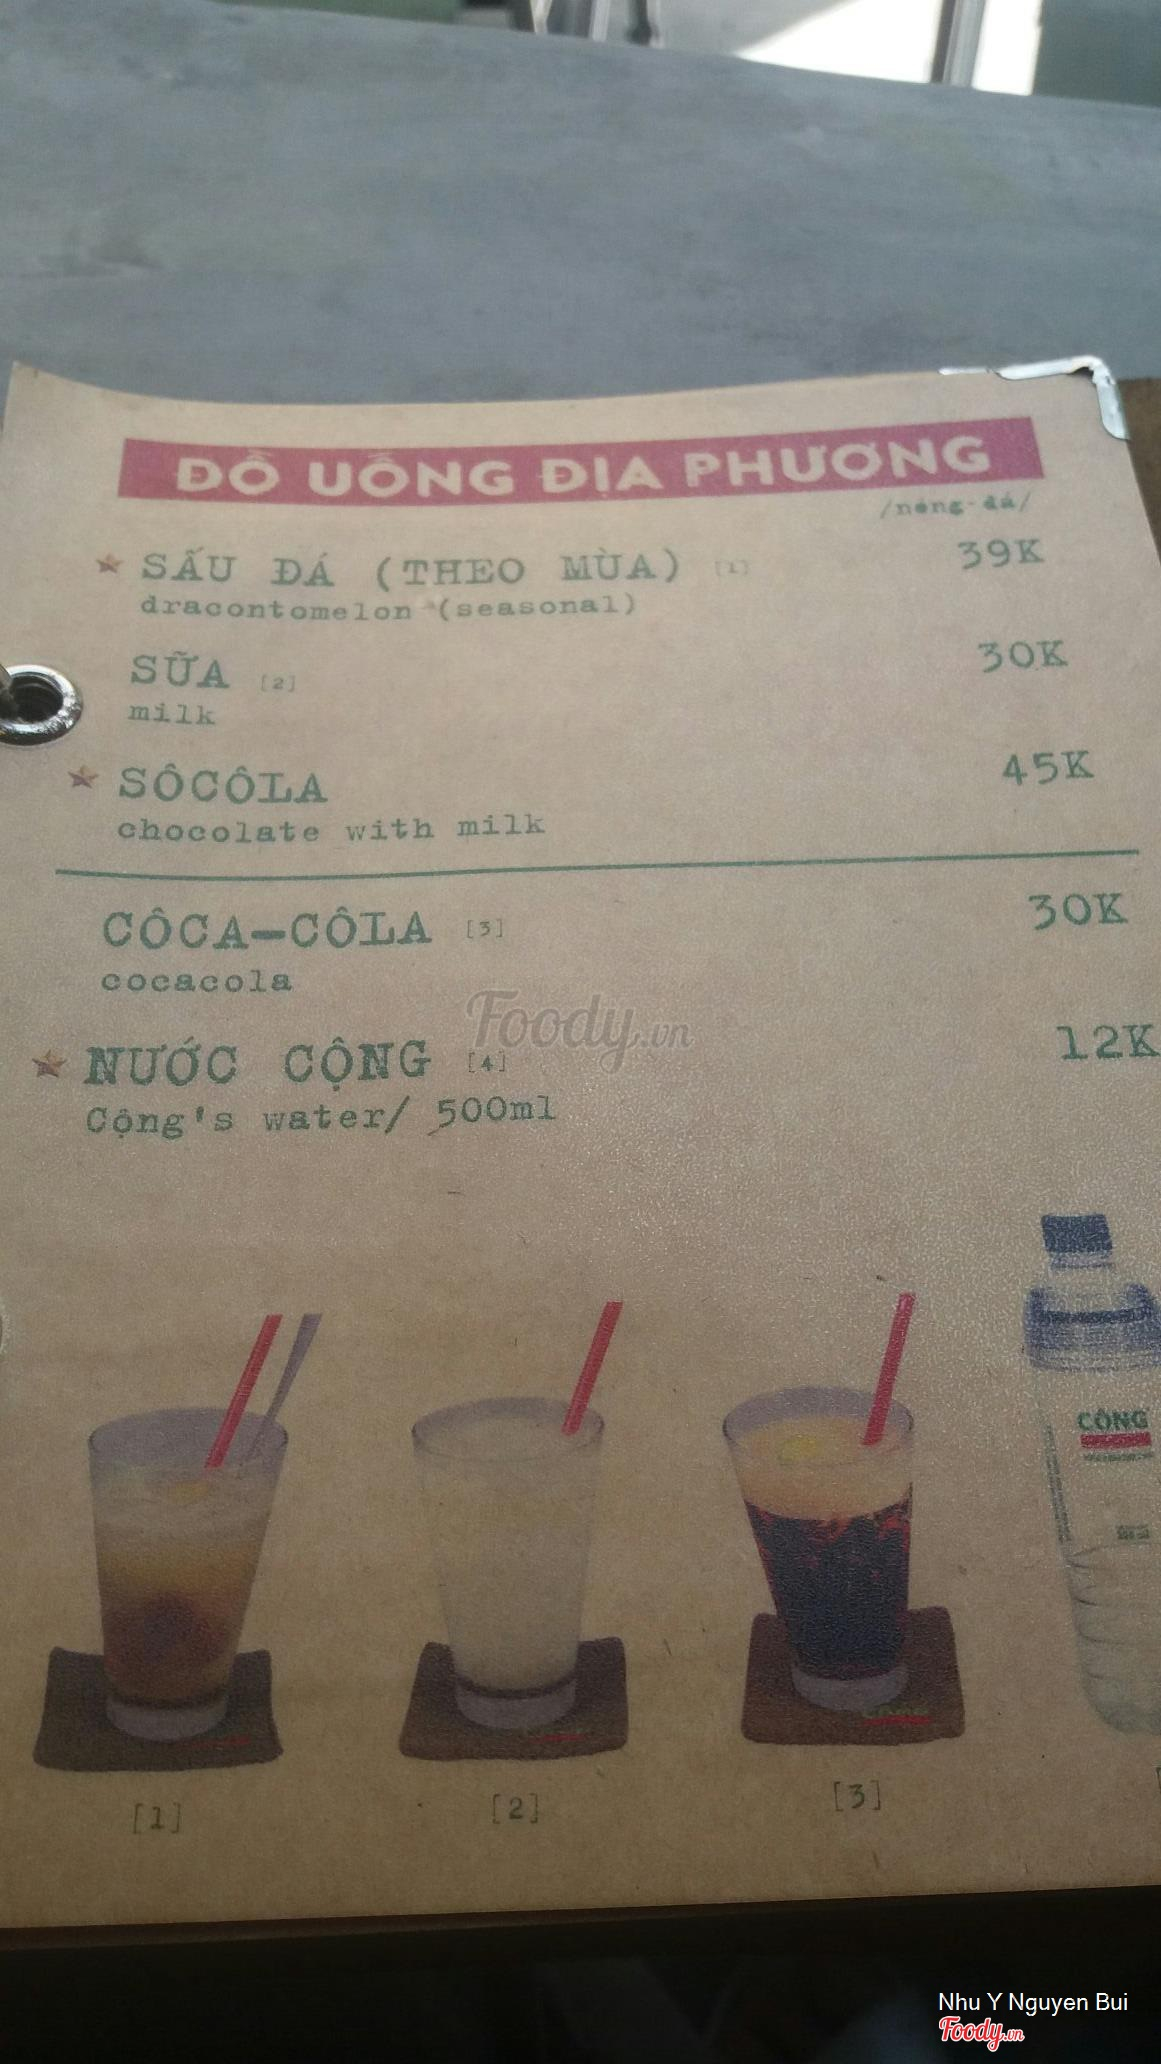 ĐỒ UỐNG ĐỊA PHƯƠNG
/nóng-đá/
SẤU ĐÁ (THEO MÙA) [1] 39K
dracontomelon (seasonal)
SỮA [2] 30K
milk
SÔCÔLA 45K
chocolate with milk
CÔCA-CÔLA [3] 30K
cocacola
Foody.vn
NƯỚC CỘNG [4] 12K
Cộng's water/ 500ml
CỘNG
[1] [2] [3]
Nhu Y Nguyen Bui
Foody.vn